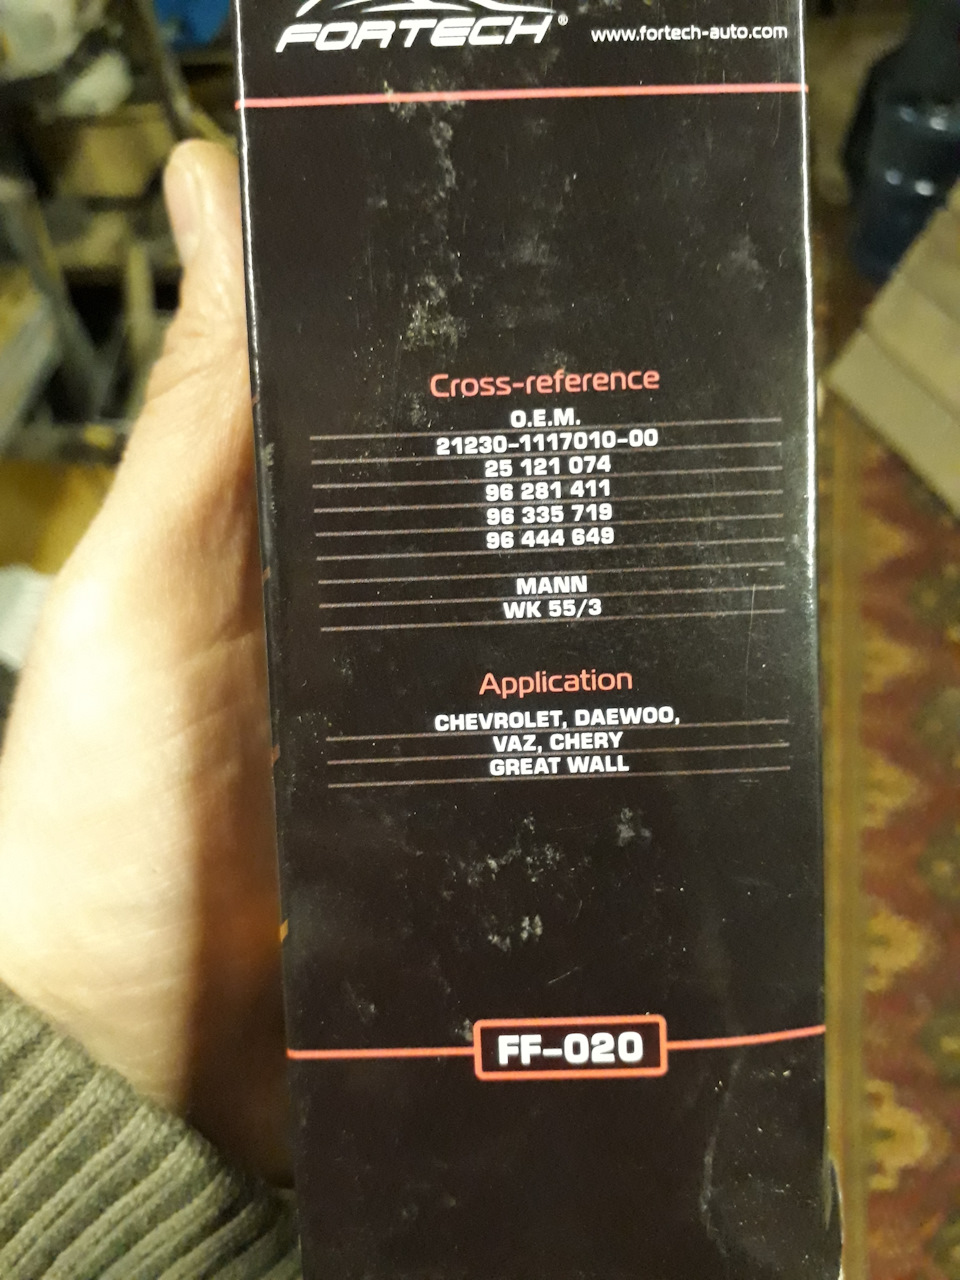 FORTECH® www.fortech-auto.com
Cross-reference
O.E.M.
21230-1117010-00
25 121 074
96 281 411
96 335 719
96 444 649
MANN
WK 55/3
Application
CHEVROLET, DAEWOO,
VAZ, CHERY
GREAT WALL
FF-020